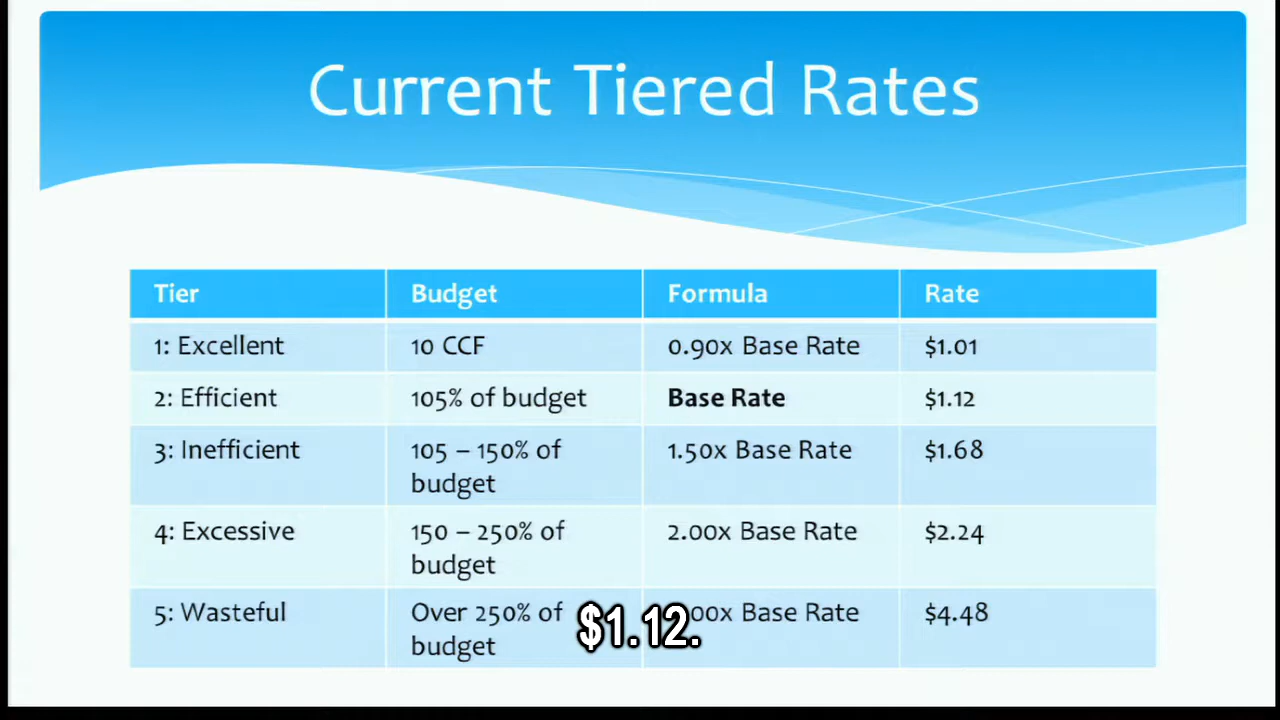 Current Tiered Rates
Tier Budget Formula Rate
1: Excellent 10 CCF 0.90x Base Rate $1.01
2: Efficient 105% of budget Base Rate $1.12
3: Inefficient 105 – 150% of budget 1.50x Base Rate $1.68
4: Excessive 150 – 250% of budget 2.00x Base Rate $2.24
5: Wasteful Over 250% of budget Base Rate $4.48
$1.12.